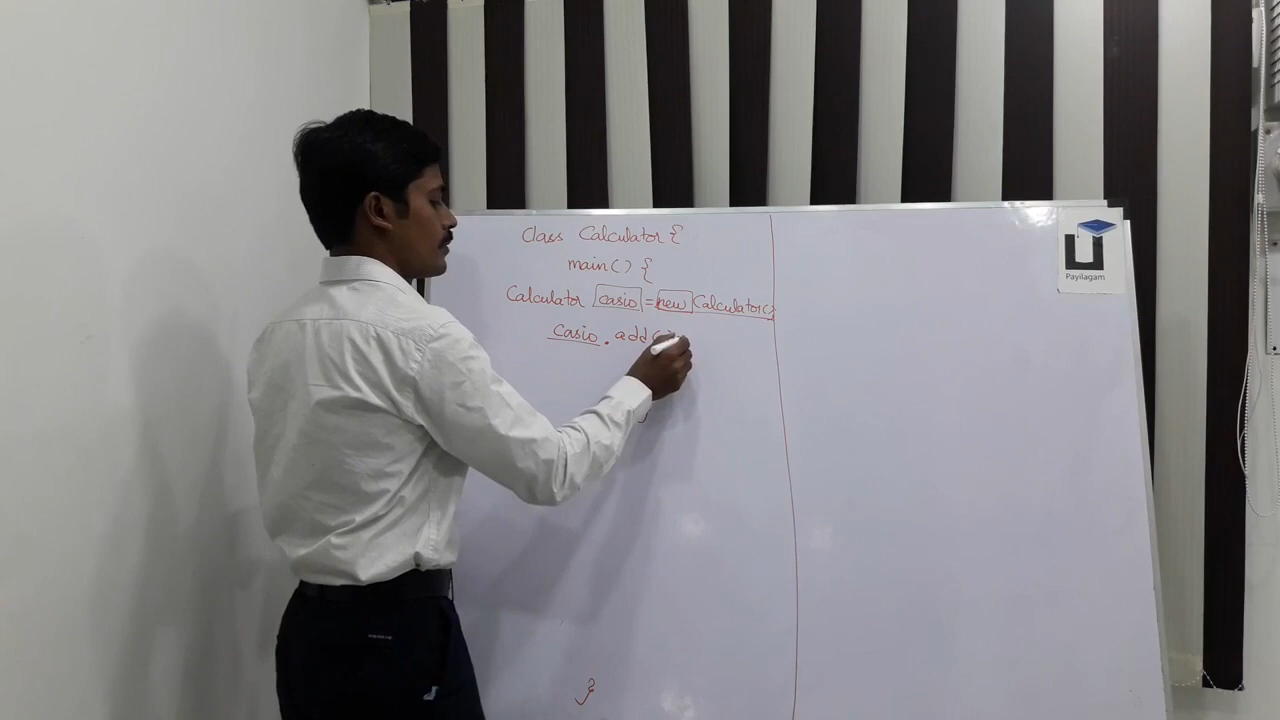 Class Calculator {
main() {
Calculator casio = new Calculator()
casio . add(
}
Payilagam